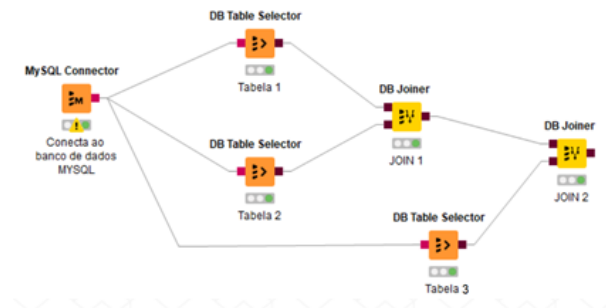 DB Table Selector
Tabela 1
MySQL Connector
Conecta ao
banco de dados
MYSQL
DB Joiner
JOIN 1
DB Table Selector
Tabela 2
DB Joiner
JOIN 2
DB Table Selector
Tabela 3